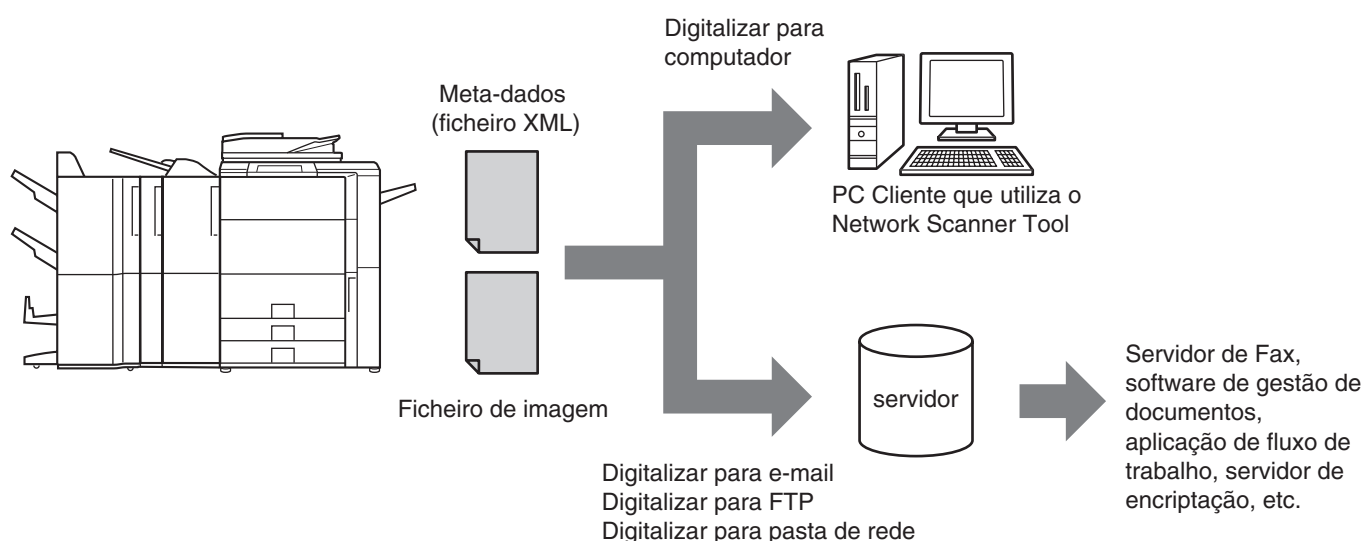 Digitalizar para
computador
Meta-dados
(ficheiro XML)
PC Cliente que utiliza o
Network Scanner Tool
Ficheiro de imagem
servidor
Servidor de Fax,
software de gestão de
documentos,
aplicação de fluxo de
trabalho, servidor de
encriptação, etc.
Digitalizar para e-mail
Digitalizar para FTP
Digitalizar para pasta de rede